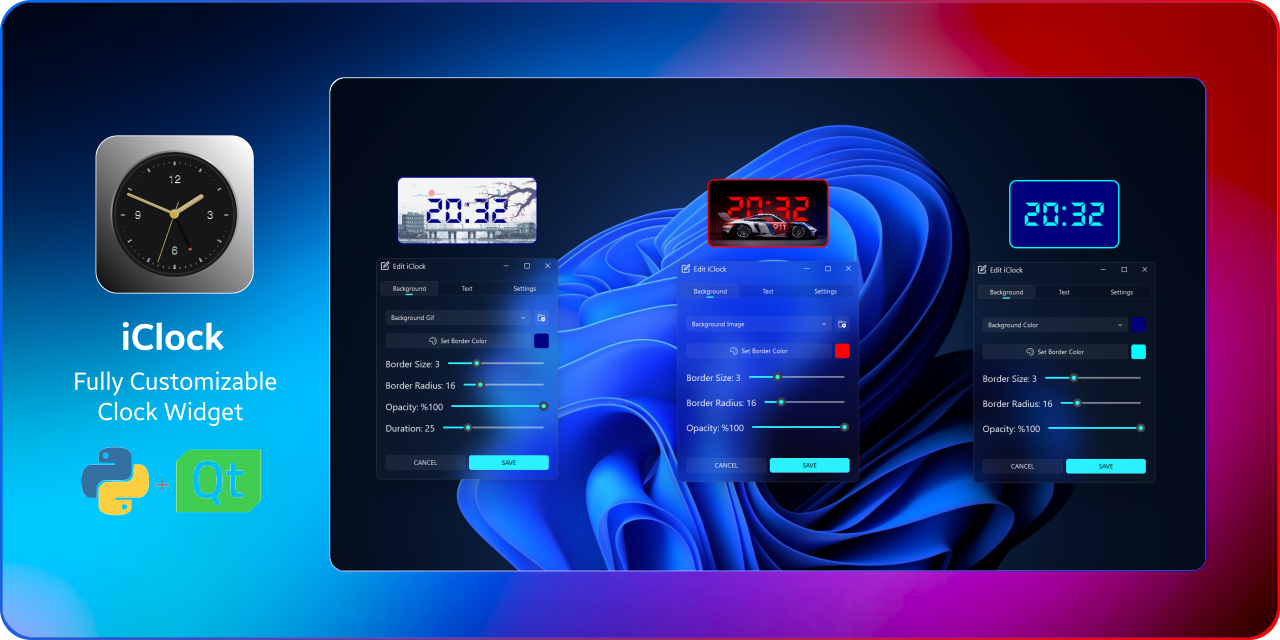 12
9
3
6
iClock
Fully Customizable
Clock Widget
+
Qt
20:32
Edit iClock
Background
Text
Settings
Background Gif
Set Border Color
Border Size: 3
Border Radius: 16
Opacity: %100
Duration: 25
CANCEL
SAVE
20:32
911
Edit iClock
Background
Text
Settings
Background Image
Set Border Color
Border Size: 3
Border Radius: 16
Opacity: %100
CANCEL
SAVE
20:32
Edit iClock
Background
Text
Settings
Background Color
Set Border Color
Border Size: 3
Border Radius: 16
Opacity: %100
CANCEL
SAVE